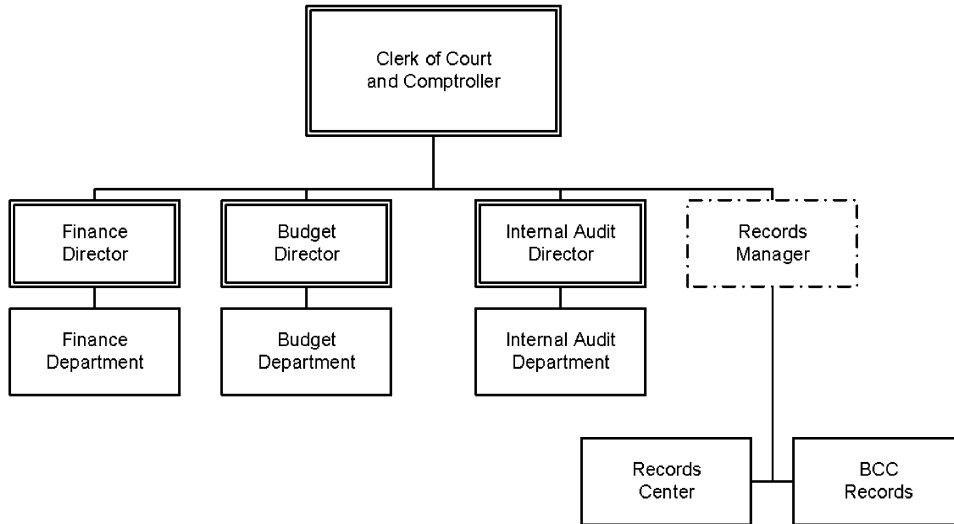 Clerk of Court
and Comptroller
Finance
Director
Budget
Director
Internal Audit
Director
Records
Manager
Finance
Department
Budget
Department
Internal Audit
Department
Records
Center
BCC
Records